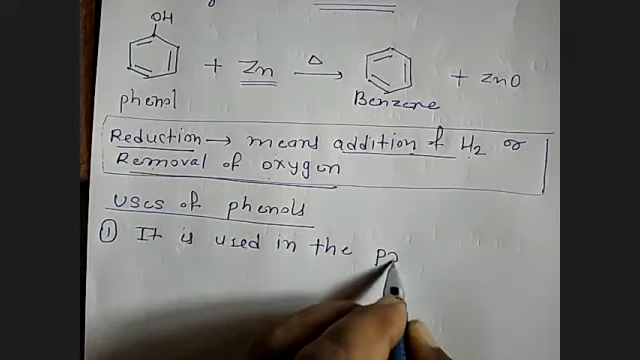 OH
+ Zn Δ → + ZnO
phenol Benzene
Reduction → means addition of H2 or
Removal of oxygen
uses of phenols
① It is used in the